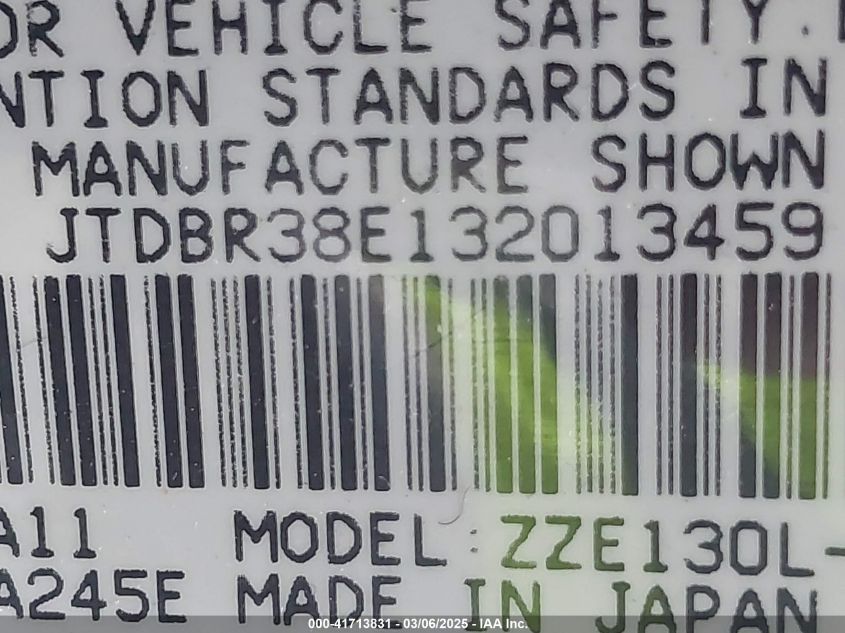 OR VEHICLE SAFETY.
NTION STANDARDS IN
MANUFACTURE SHOWN
JTDBR38E132013459
A11 MODEL: ZZE130L-
A245E MADE IN JAPAN
000-41713831 - 03/06/2025 - IAA Inc.